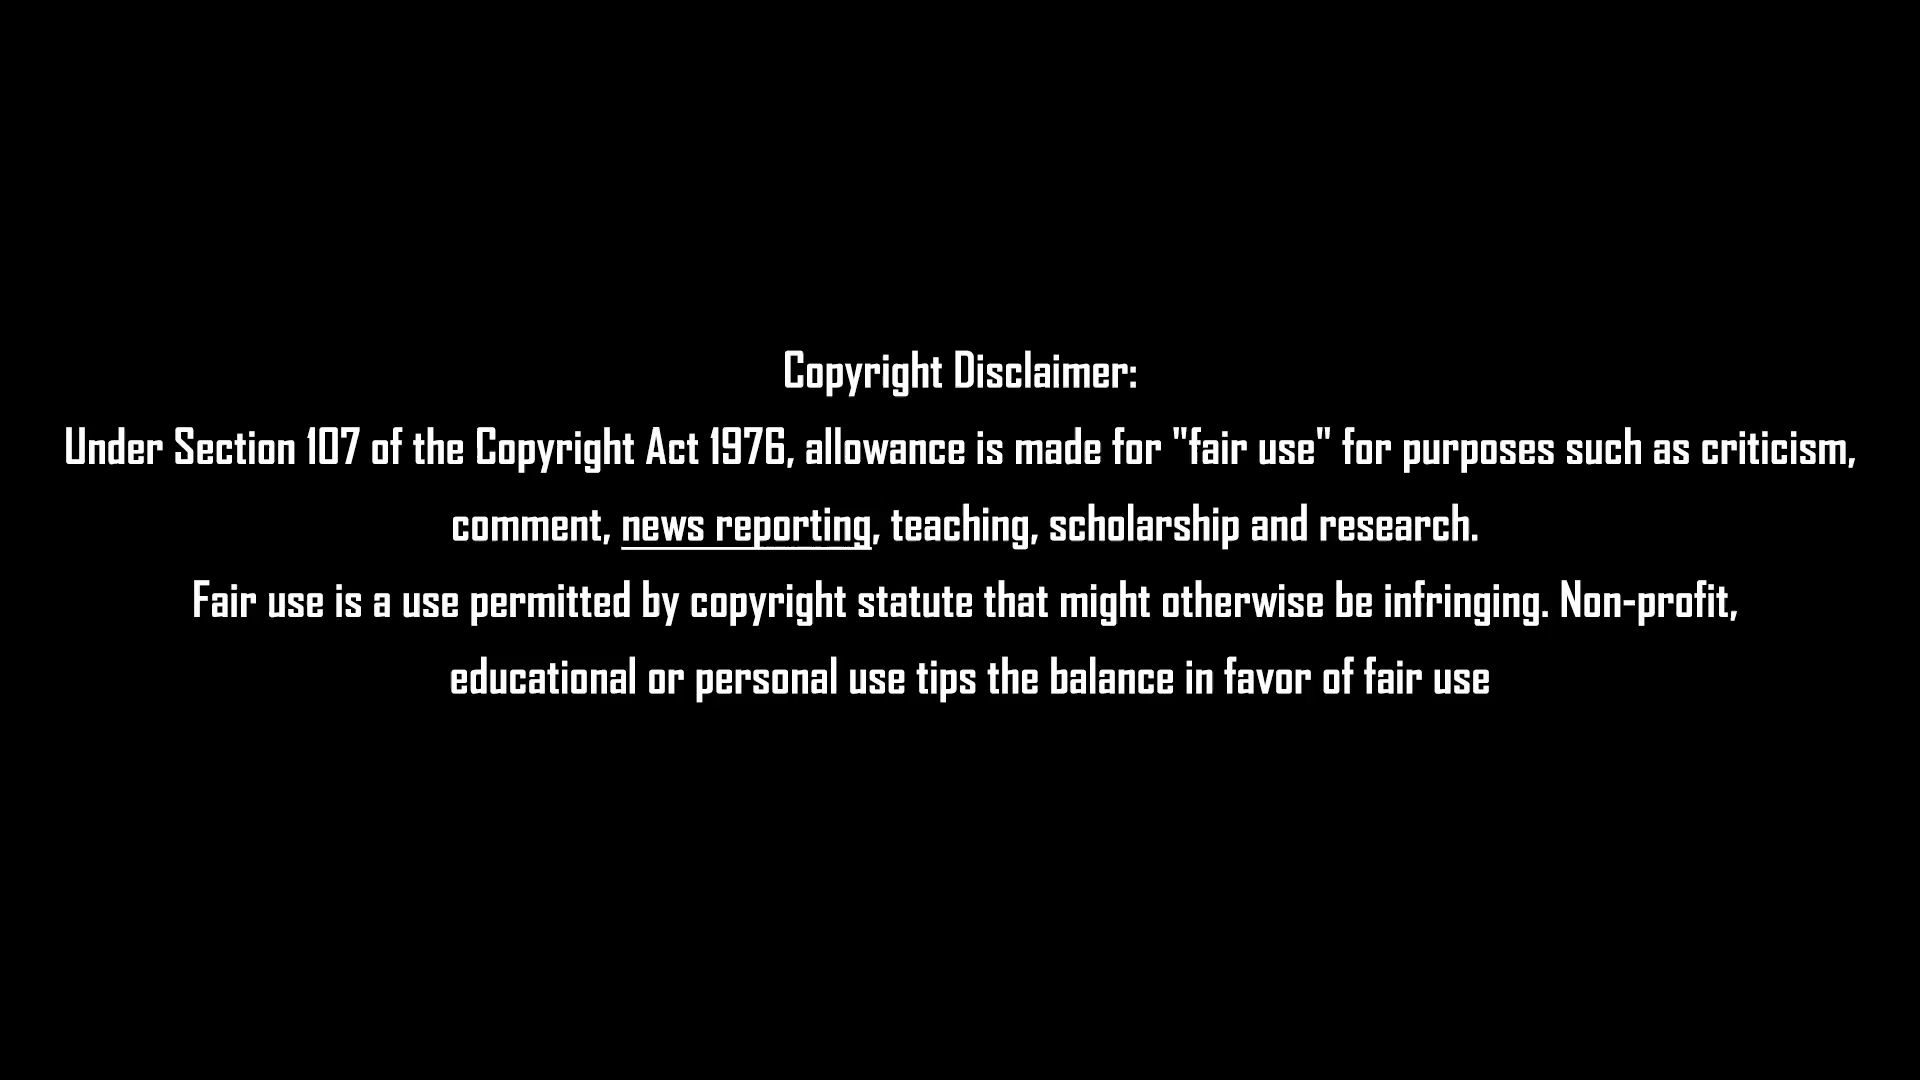 Copyright Disclaimer:
Under Section 107 of the Copyright Act 1976, allowance is made for "fair use" for purposes such as criticism,
comment, news reporting, teaching, scholarship and research.
Fair use is a use permitted by copyright statute that might otherwise be infringing. Non-profit,
educational or personal use tips the balance in favor of fair use